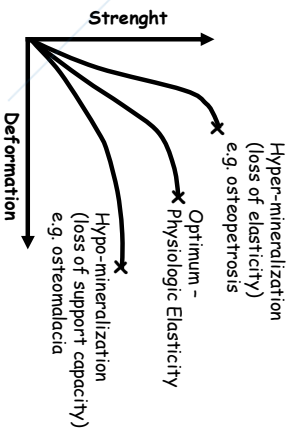 Strenght
Hyper-mineralization
(loss of elasticity)
e.g. osteopetrosis
Optimum –
Physiologic Elasticity
Hypo-mineralization
(loss of support capacity)
e.g. osteomalacia
Deformation